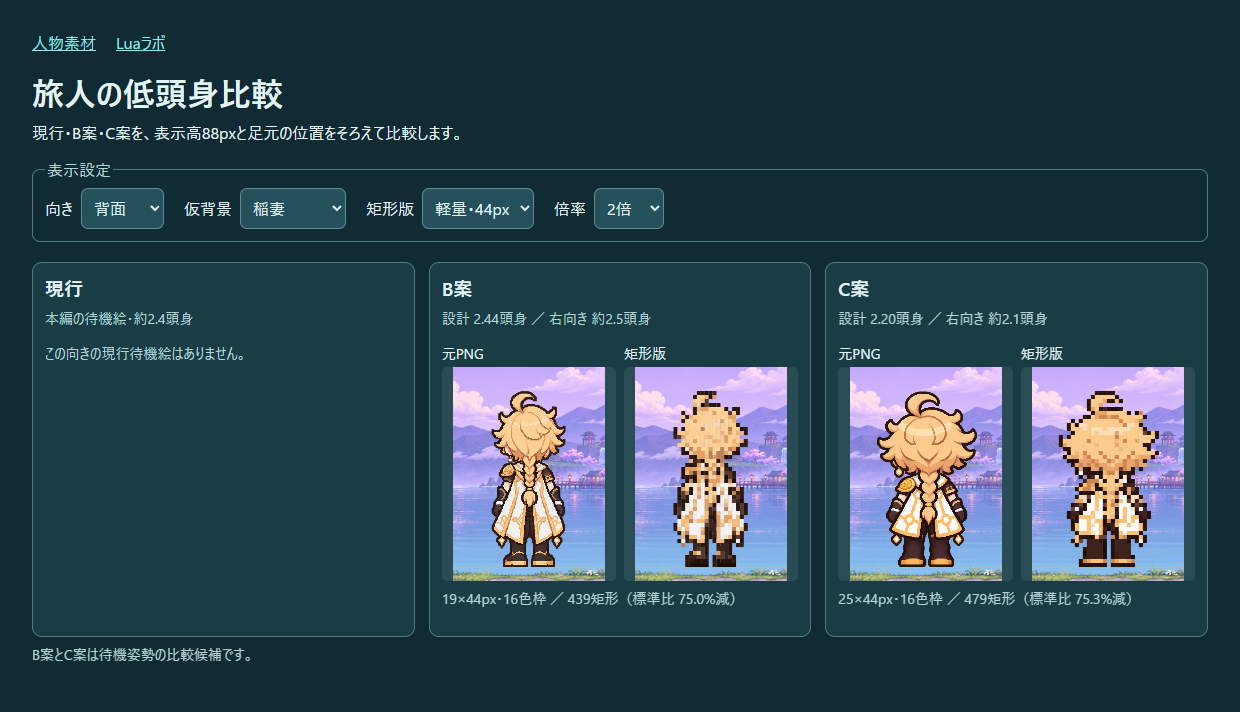 人物素材 Luaラボ
旅人の低頭身比較
現行・B案・C案を、表示高88pxと足元の位置をそろえて比較します。
表示設定
向き 背面 仮背景 稲妻 矩形版 軽量・44px 倍率 2倍
現行
本編の待機絵・約2.4頭身
この向きの現行待機絵はありません。
B案
設計 2.44頭身 ／ 右向き 約2.5頭身
元PNG 矩形版
19×44px・16色枠 ／ 439矩形（標準比 75.0%減）
C案
設計 2.20頭身 ／ 右向き 約2.1頭身
元PNG 矩形版
25×44px・16色枠 ／ 479矩形（標準比 75.3%減）
B案とC案は待機姿勢の比較候補です。